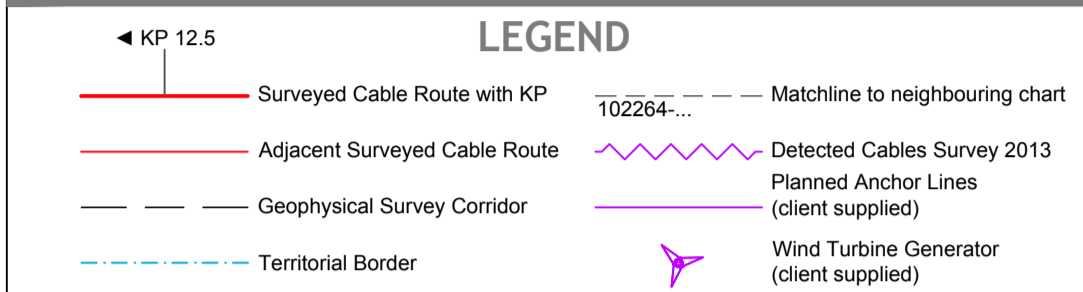 LEGEND
◄ KP 12.5
Surveyed Cable Route with KP
Adjacent Surveyed Cable Route
Geophysical Survey Corridor
Territorial Border
102264-...
Matchline to neighbouring chart
Detected Cables Survey 2013
Planned Anchor Lines
(client supplied)
Wind Turbine Generator
(client supplied)